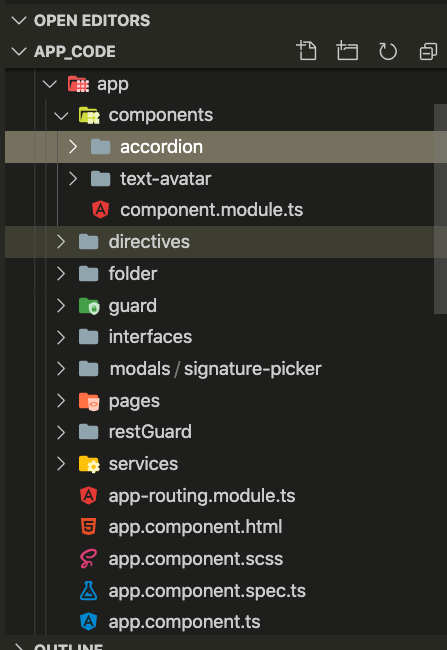 OPEN EDITORS
APP_CODE
app
components
accordion
text-avatar
component.module.ts
directives
folder
guard
interfaces
modals / signature-picker
pages
restGuard
services
app-routing.module.ts
app.component.html
app.component.scss
app.component.spec.ts
app.component.ts
OUTLINE